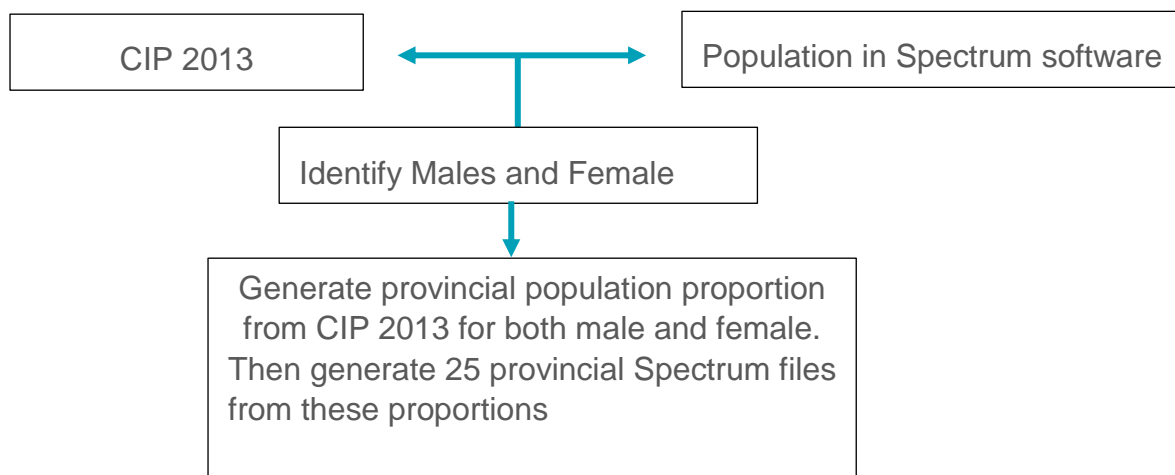 CIP 2013
Population in Spectrum software
Identify Males and Female
Generate provincial population proportion
from CIP 2013 for both male and female.
Then generate 25 provincial Spectrum files
from these proportions